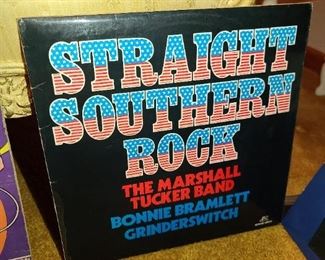 STRAIGHT
SOUTHERN
ROCK
THE MARSHALL
TUCKER BAND
BONNIE BRAMLETT
GRINDERSWITCH